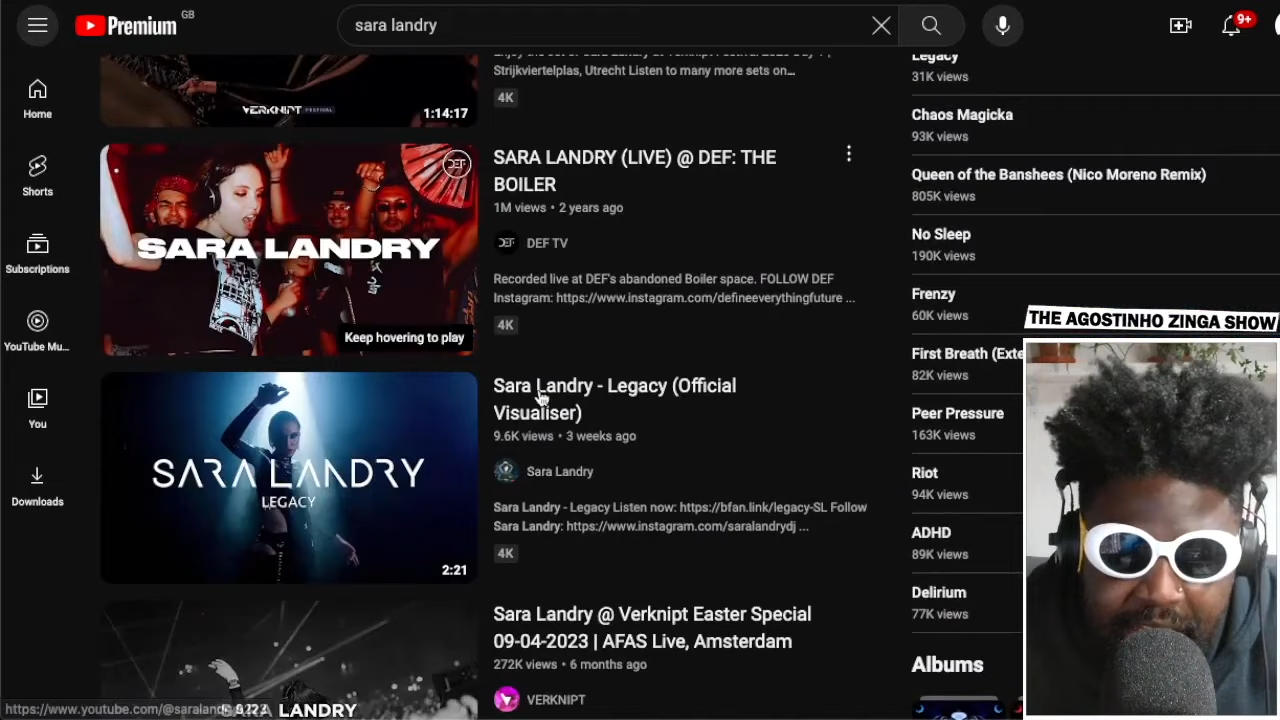 Premium
GB
sara landry
9+
Home
Shorts
Subscriptions
YouTube Mu...
You
Downloads
VERKNIPT FESTIVAL
1:14:17
Strijkviertelplas, Utrecht Listen to many more sets on...
4K
DEF:
SARA LANDRY
Keep hovering to play
SARA LANDRY (LIVE) @ DEF: THE
BOILER
1M views • 2 years ago
DEF:
DEF TV
Recorded live at DEF's abandoned Boiler space. FOLLOW DEF
Instagram: https://www.instagram.com/defineeverythingfuture ...
4K
SARA LANDRY
LEGACY
2:21
Sara Landry - Legacy (Official
Visualiser)
9.6K views • 3 weeks ago
Sara Landry
Sara Landry - Legacy Listen now: https://bfan.link/legacy-SL Follow
Sara Landry: https://www.instagram.com/saralandrydj ...
4K
LANDRY
Sara Landry @ Verknipt Easter Special
09-04-2023 | AFAS Live, Amsterdam
272K views • 6 months ago
VERKNIPT
Legacy
31K views
Chaos Magicka
93K views
Queen of the Banshees (Nico Moreno Remix)
805K views
No Sleep
190K views
Frenzy
60K views
First Breath (Exte
82K views
Peer Pressure
163K views
Riot
94K views
ADHD
89K views
Delirium
77K views
Albums
THE AGOSTINHO ZINGA SHOW